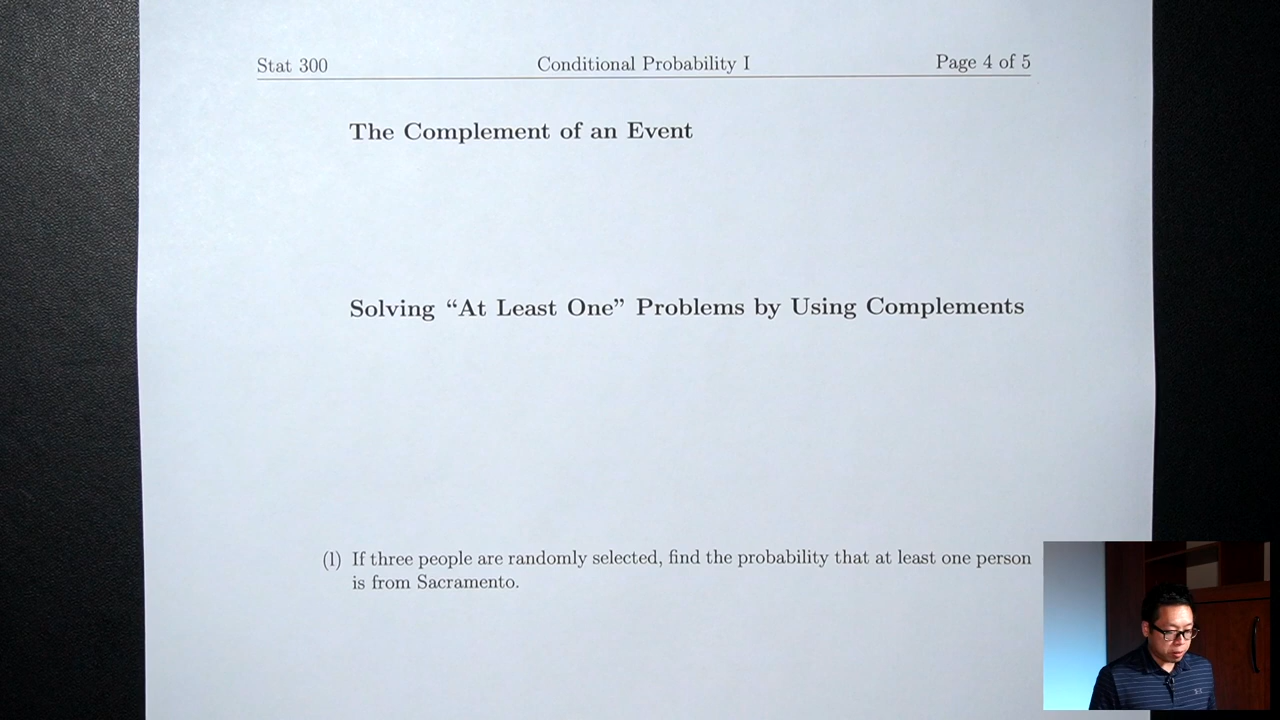 Stat 300 Conditional Probability I Page 4 of 5
The Complement of an Event
Solving “At Least One” Problems by Using Complements
(l) If three people are randomly selected, find the probability that at least one person
is from Sacramento.